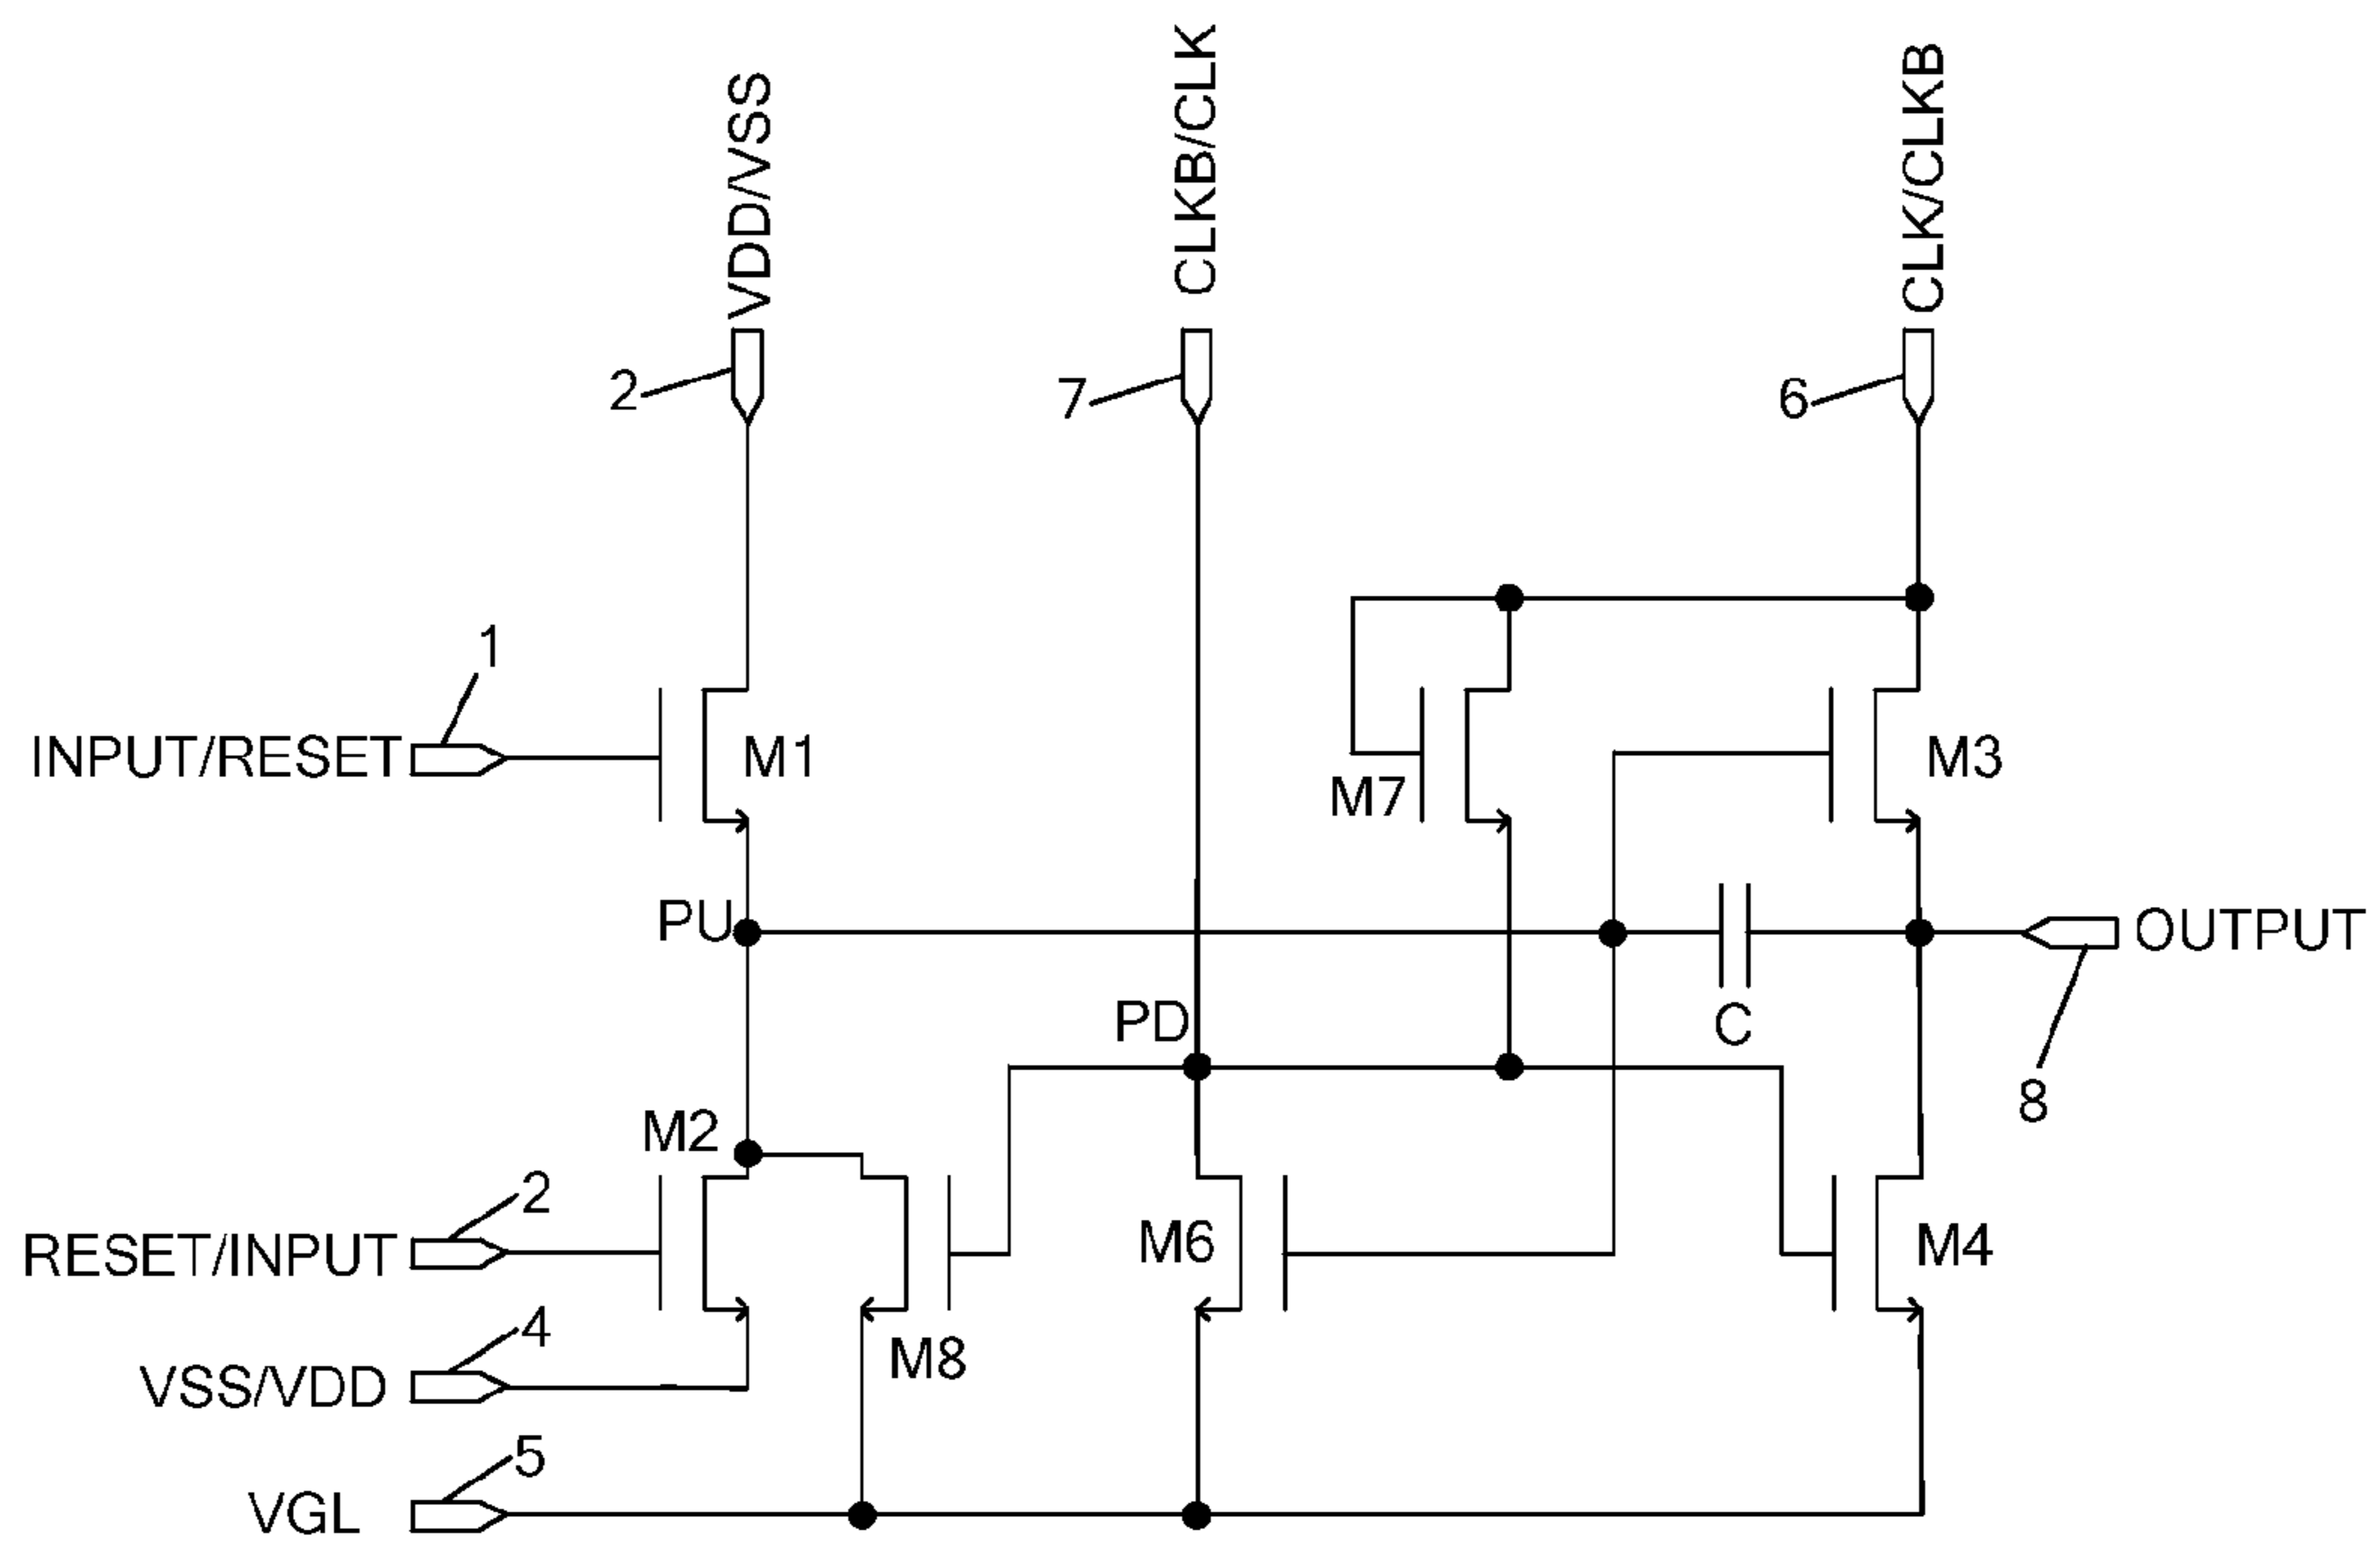 VDD/VSS
CLKB/CLK
CLK/CLKB
2
7
6
1
INPUT/RESET
M1
M7
M3
PU
OUTPUT
PD
C
8
M2
2
RESET/INPUT
M6
M4
4
M8
VSS/VDD
5
VGL